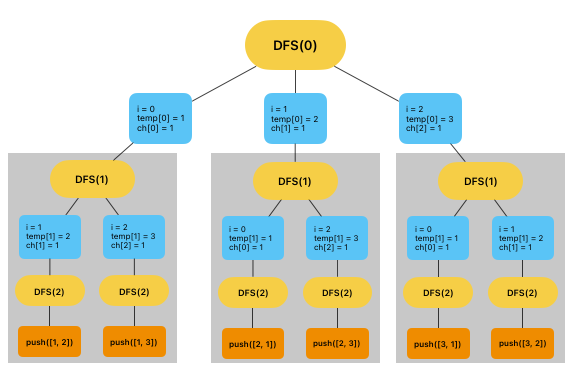 DFS(0)
i = 0
temp[0] = 1
ch[0] = 1
i = 1
temp[0] = 2
ch[1] = 1
i = 2
temp[0] = 3
ch[2] = 1
DFS(1)
DFS(1)
DFS(1)
i = 1
temp[1] = 2
ch[1] = 1
i = 2
temp[1] = 3
ch[2] = 1
i = 0
temp[1] = 1
ch[0] = 1
i = 2
temp[1] = 3
ch[2] = 1
i = 0
temp[1] = 1
ch[0] = 1
i = 1
temp[1] = 2
ch[1] = 1
DFS(2)
DFS(2)
DFS(2)
DFS(2)
DFS(2)
DFS(2)
push([1, 2])
push([1, 3])
push([2, 1])
push([2, 3])
push([3, 1])
push([3, 2])